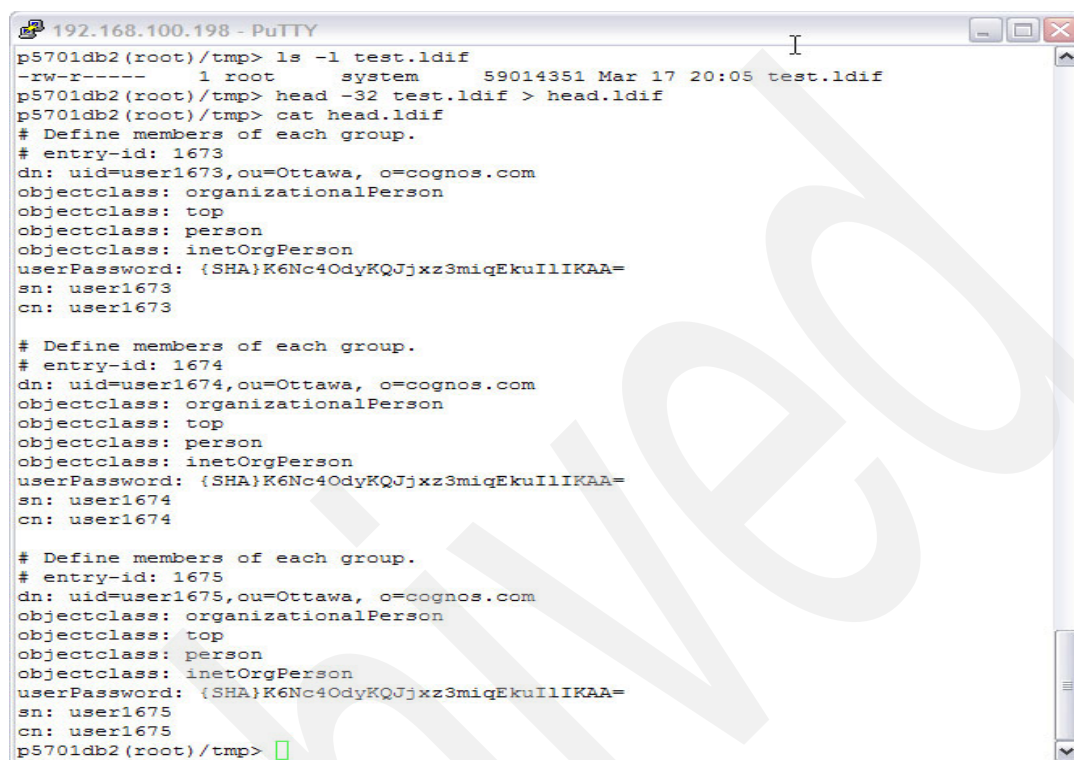 192.168.100.198 - PuTTY
p5701db2(root)/tmp> ls -l test.ldif
-rw-r----- 1 root system 59014351 Mar 17 20:05 test.ldif
p5701db2(root)/tmp> head -32 test.ldif > head.ldif
p5701db2(root)/tmp> cat head.ldif
# Define members of each group.
# entry-id: 1673
dn: uid=user1673,ou=Ottawa, o=cognos.com
objectclass: organizationalPerson
objectclass: top
objectclass: person
objectclass: inetOrgPerson
userPassword: {SHA}K6Nc4OdyKQJjxz3miqEkuIlIKAA=
sn: user1673
cn: user1673

# Define members of each group.
# entry-id: 1674
dn: uid=user1674,ou=Ottawa, o=cognos.com
objectclass: organizationalPerson
objectclass: top
objectclass: person
objectclass: inetOrgPerson
userPassword: {SHA}K6Nc4OdyKQJjxz3miqEkuIlIKAA=
sn: user1674
cn: user1674

# Define members of each group.
# entry-id: 1675
dn: uid=user1675,ou=Ottawa, o=cognos.com
objectclass: organizationalPerson
objectclass: top
objectclass: person
objectclass: inetOrgPerson
userPassword: {SHA}K6Nc4OdyKQJjxz3miqEkuIlIKAA=
sn: user1675
cn: user1675
p5701db2(root)/tmp>
hived